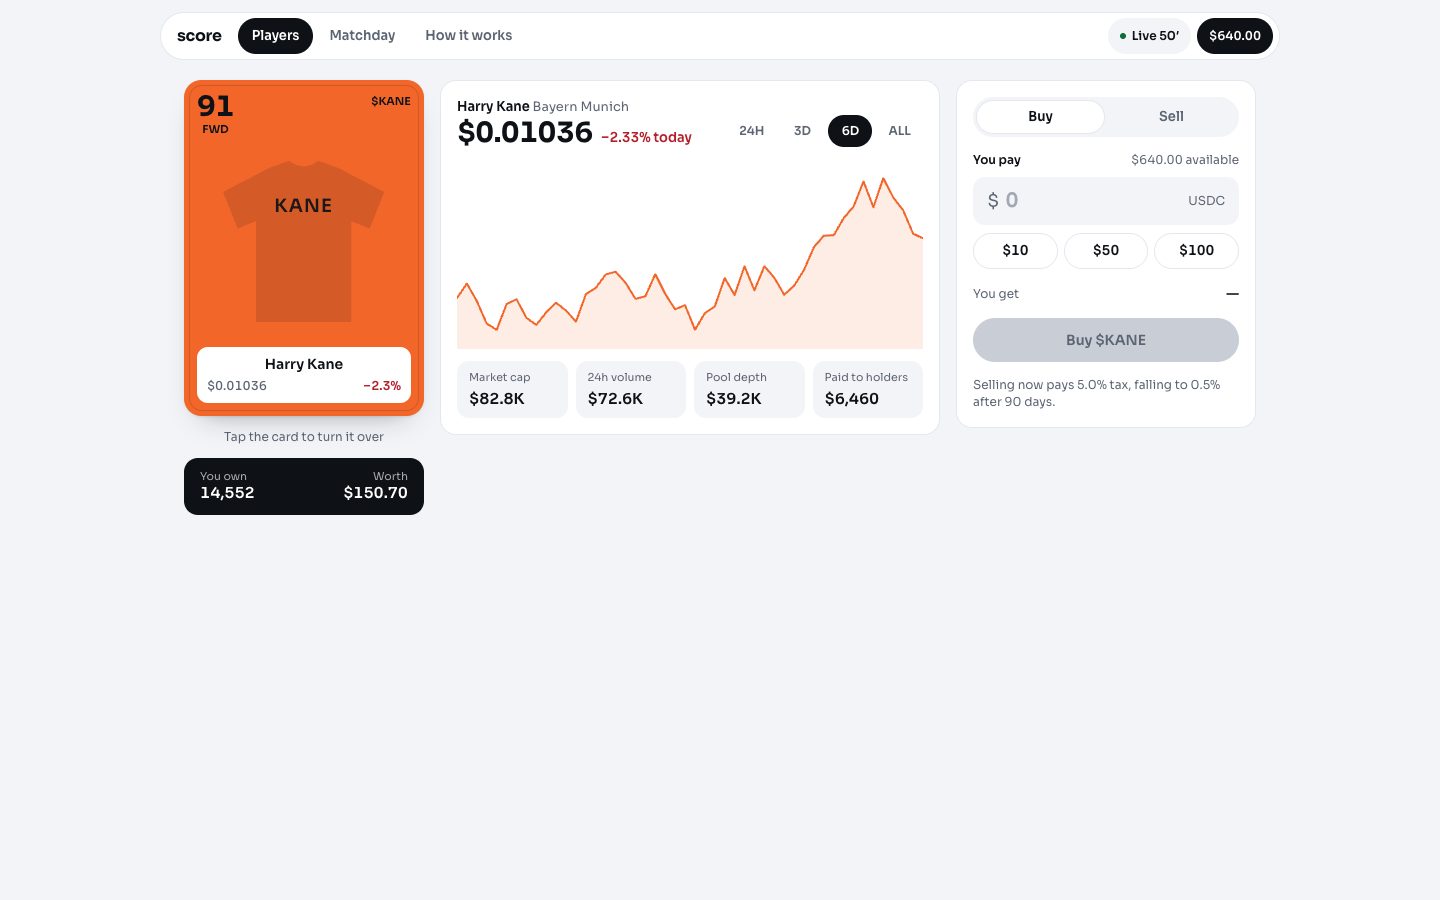 score Players Matchday How it works Live 50′ $640.00
91 $KANE
FWD
KANE
Harry Kane
$0.01036 −2.3%
Tap the card to turn it over
You own Worth
14,552 $150.70
Harry Kane Bayern Munich
$0.01036 −2.33% today 24H 3D 6D ALL
Market cap 24h volume Pool depth Paid to holders
$82.8K $72.6K $39.2K $6,460
Buy Sell
You pay $640.00 available
$ 0 USDC
$10 $50 $100
You get —
Buy $KANE
Selling now pays 5.0% tax, falling to 0.5%
after 90 days.